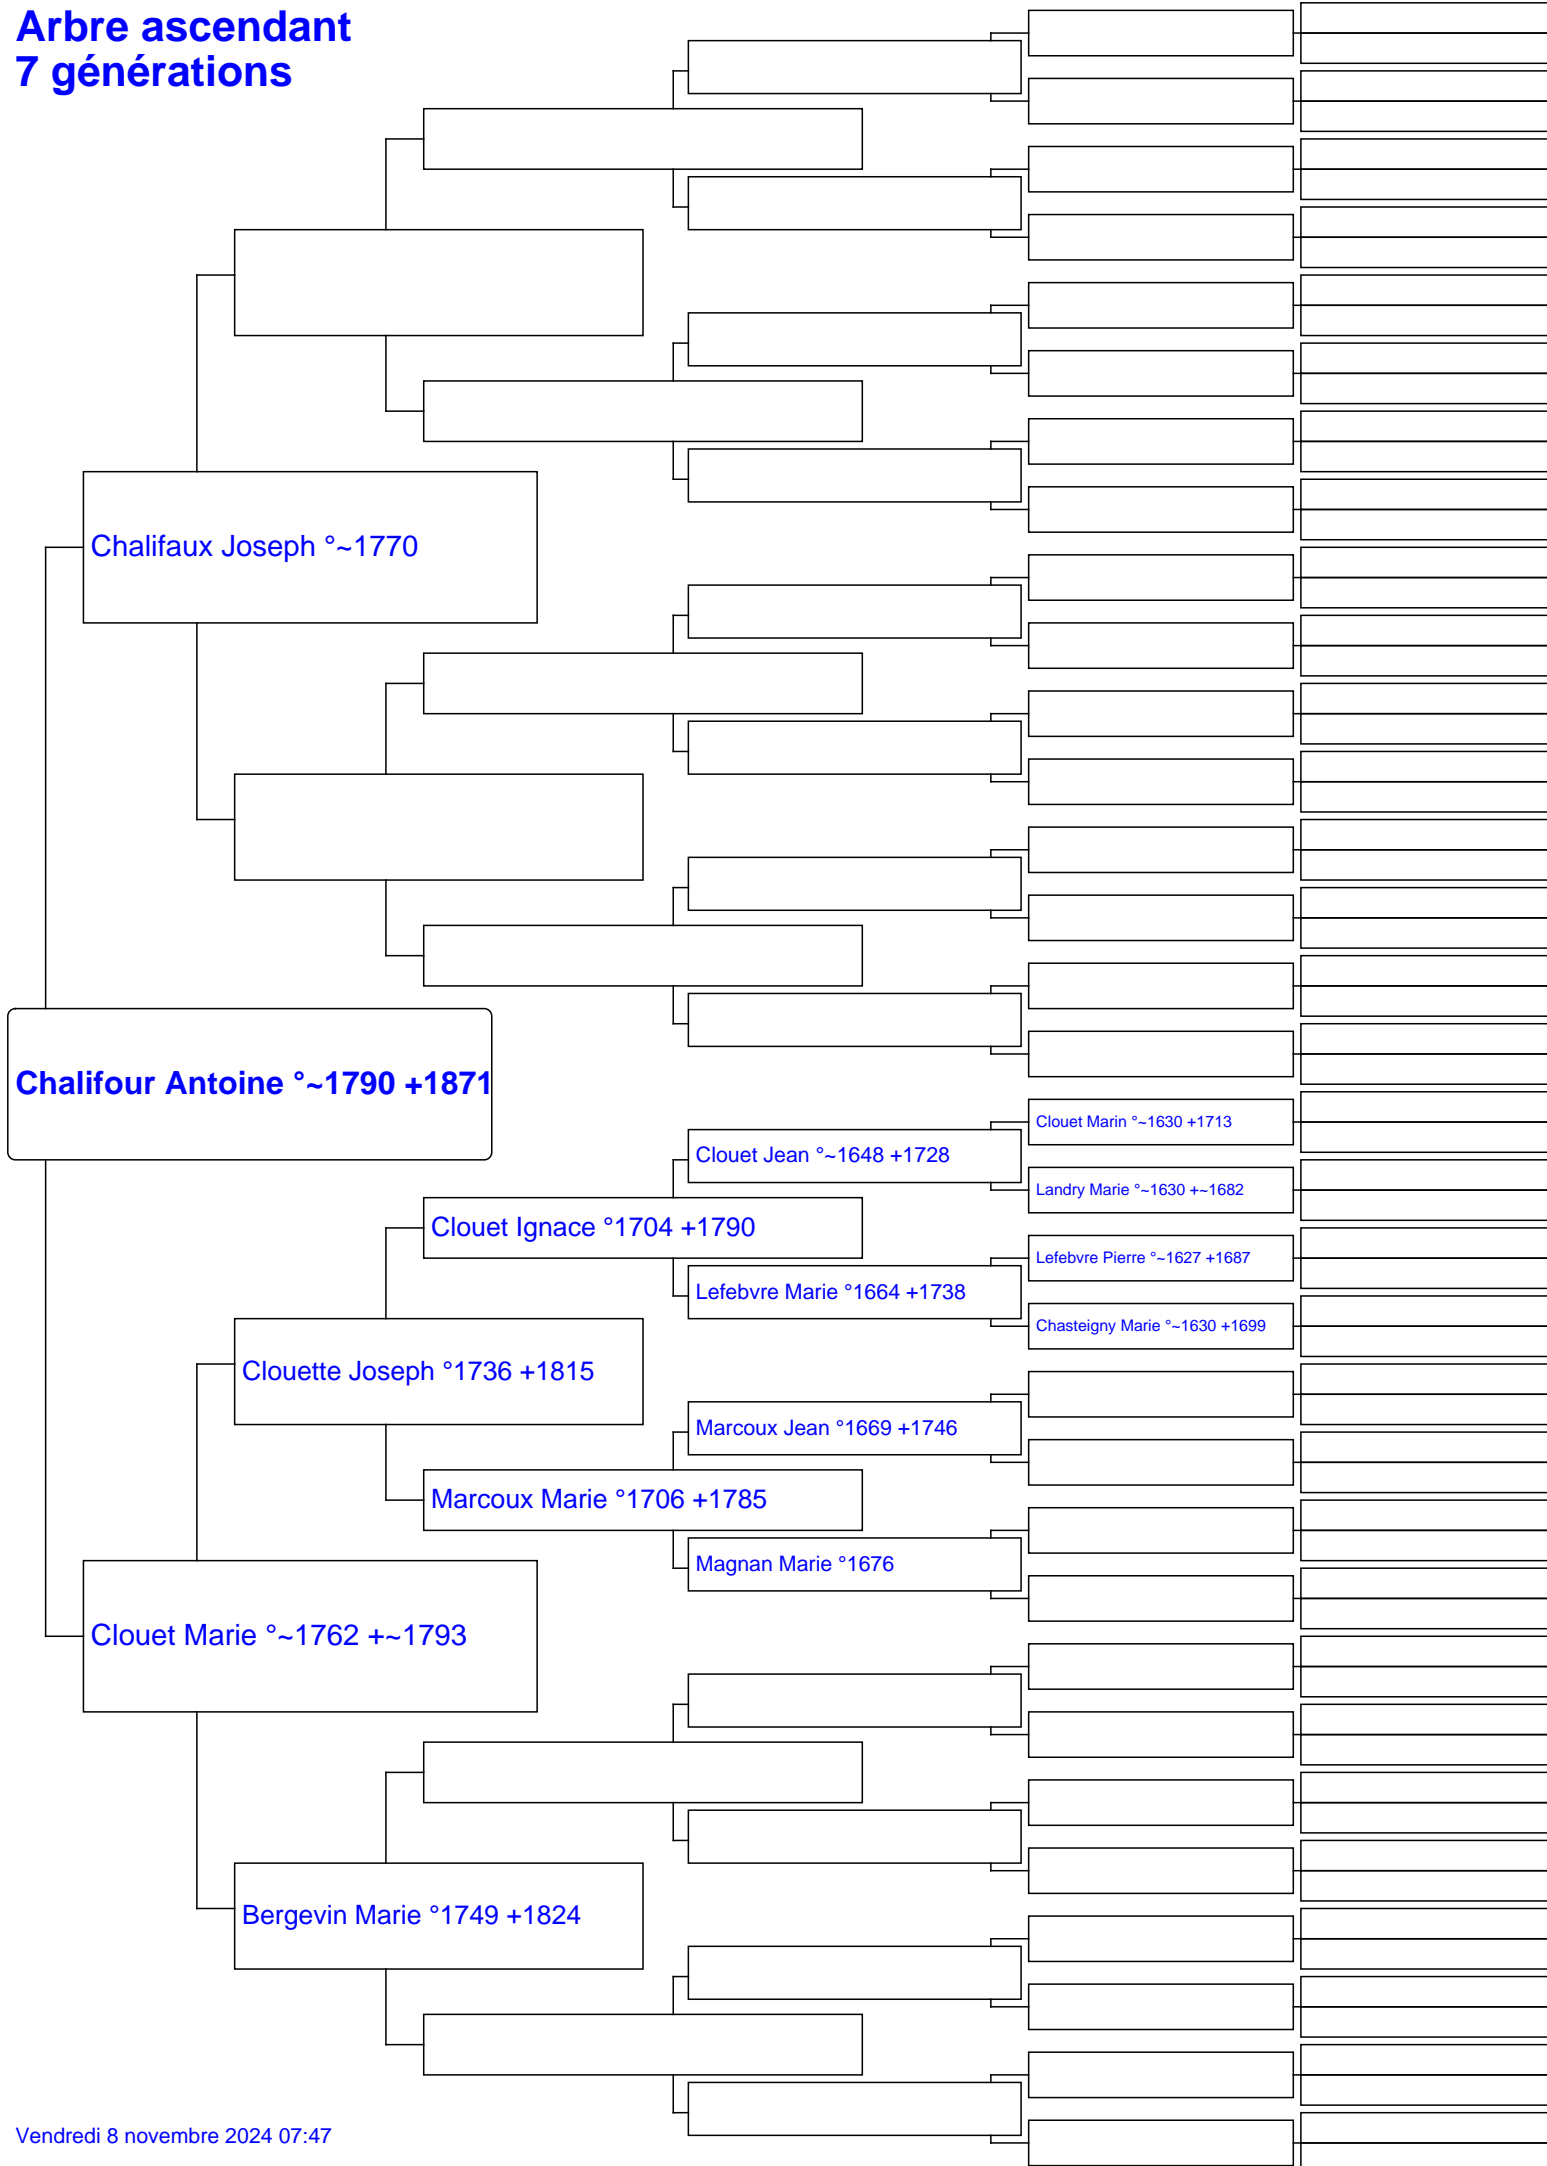 Arbre ascendant
7 générations
Chalifaux Joseph °~1770
Chalifour Antoine °~1790 +1871
Clouet Marin °~1630 +1713
Clouet Jean °~1648 +1728
Landry Marie °~1630 +~1682
Clouet Ignace °1704 +1790
Lefebvre Pierre °~1627 +1687
Lefebvre Marie °1664 +1738
Chasteigny Marie °~1630 +1699
Clouette Joseph °1736 +1815
Marcoux Jean °1669 +1746
Marcoux Marie °1706 +1785
Magnan Marie °1676
Clouet Marie °~1762 +~1793
Bergevin Marie °1749 +1824
Vendredi 8 novembre 2024 07:47